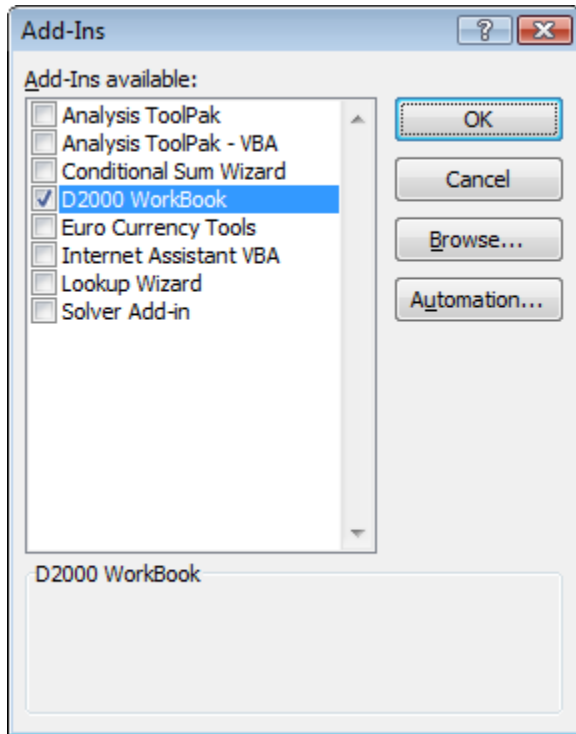 Add-Ins
Add-Ins available:
Analysis ToolPak
Analysis ToolPak - VBA
Conditional Sum Wizard
D2000 WorkBook
Euro Currency Tools
Internet Assistant VBA
Lookup Wizard
Solver Add-in
OK
Cancel
Browse...
Automation...
D2000 WorkBook